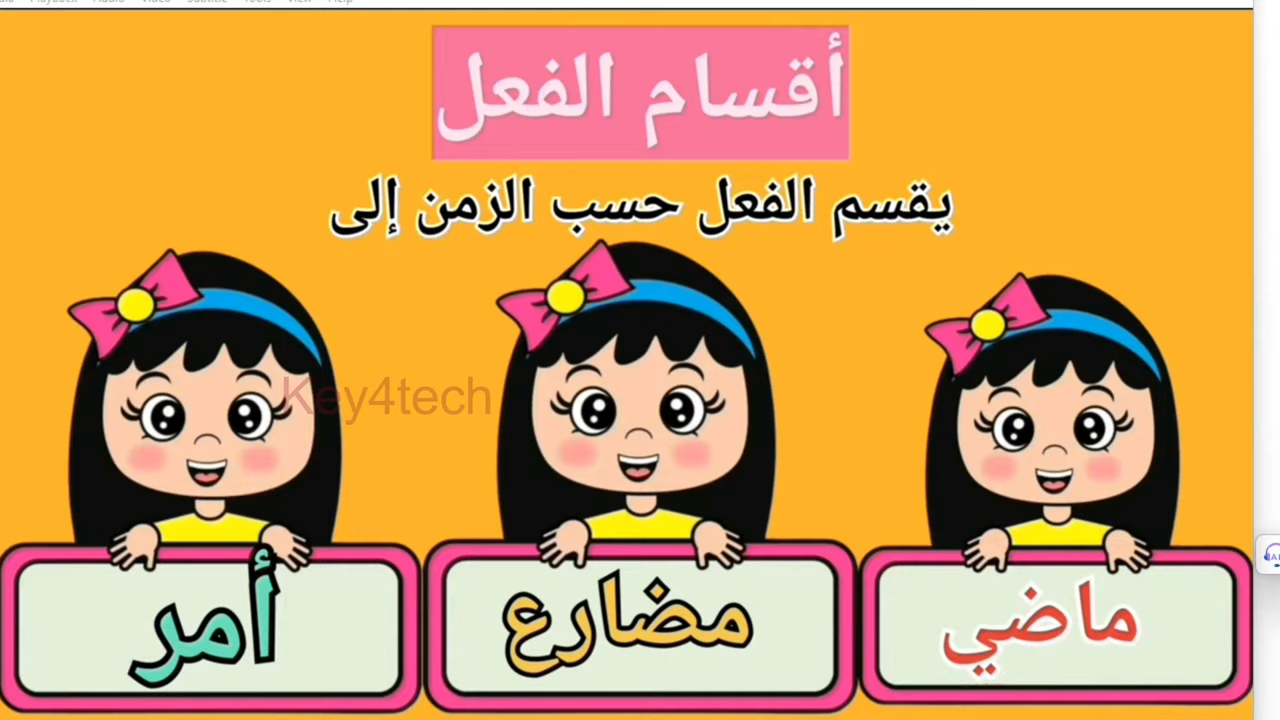 أقسام الفعل
يقسم الفعل حسب الزمن إلى
Key4tech
ماضي
مضارع
أمر